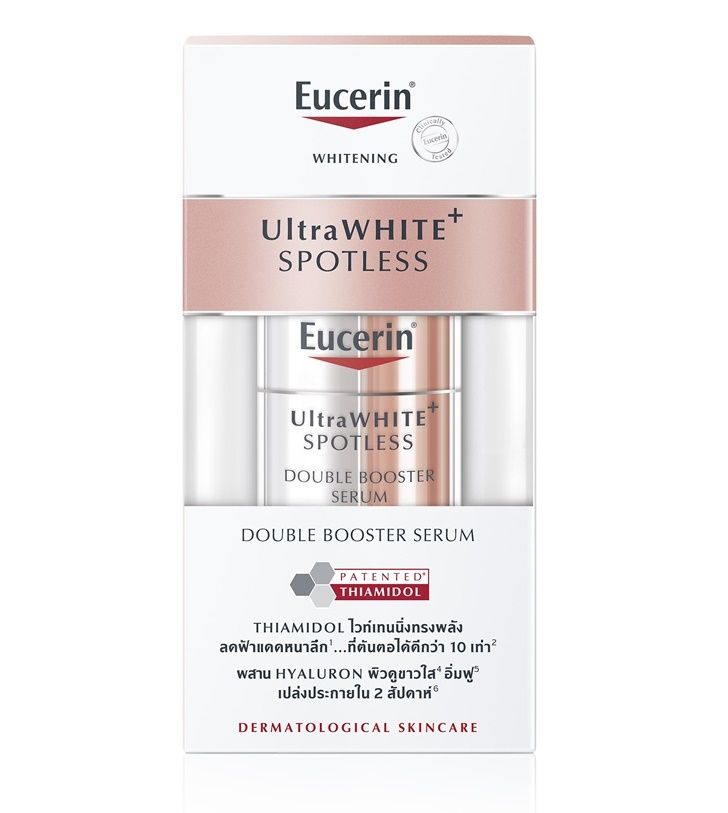 Eucerin®
Clinically
Eucerin
Tested
WHITENING
UltraWHITE+
SPOTLESS
Eucerin®
UltraWHITE+
SPOTLESS
DOUBLE BOOSTER
SERUM
DOUBLE BOOSTER SERUM
PATENTED*
THIAMIDOL
THIAMIDOL ไวท์เทนนิ่งทรงพลัง
ลดฟ้าแดดหนาลึก¹...ที่ต้นตอได้ดีกว่า 10 เท่า²
ผสาน HYALURON ผิวดูขาวใส⁴ อิ่มฟู⁵
เปล่งประกายใน 2 สัปดาห์⁶
DERMATOLOGICAL SKINCARE